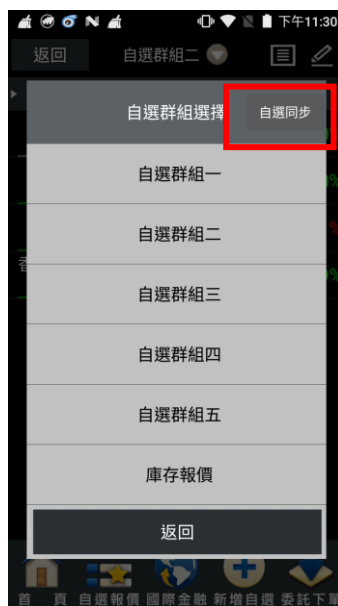 下午11:30
返回 自選群組二
自選群組選擇 自選同步
自選群組一
自選群組二
自選群組三
自選群組四
自選群組五
庫存報價
返回
首 頁 自選報價 國際金融 新增自選 委託下單